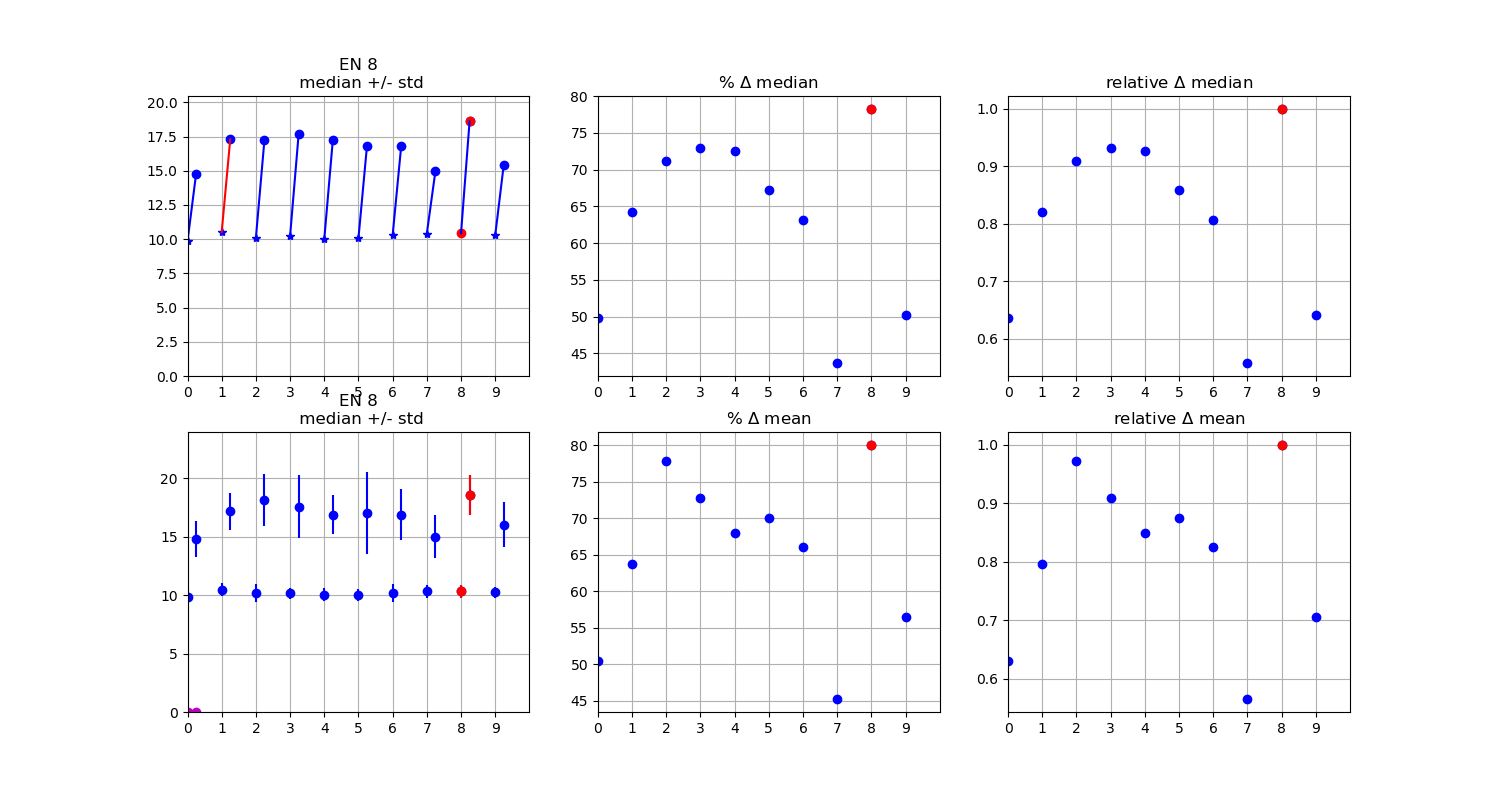 EN 8
median +/- std
% Δ median
relative Δ median
20.0
17.5
15.0
12.5
10.0
7.5
5.0
2.5
0.0
0 1 2 3 4 5 6 7 8 9
80
75
70
65
60
55
50
45
0 1 2 3 4 5 6 7 8 9
1.0
0.9
0.8
0.7
0.6
0 1 2 3 4 5 6 7 8 9
EN 8
median +/- std
% Δ mean
relative Δ mean
20
15
10
5
0
0 1 2 3 4 5 6 7 8 9
80
75
70
65
60
55
50
45
0 1 2 3 4 5 6 7 8 9
1.0
0.9
0.8
0.7
0.6
0 1 2 3 4 5 6 7 8 9